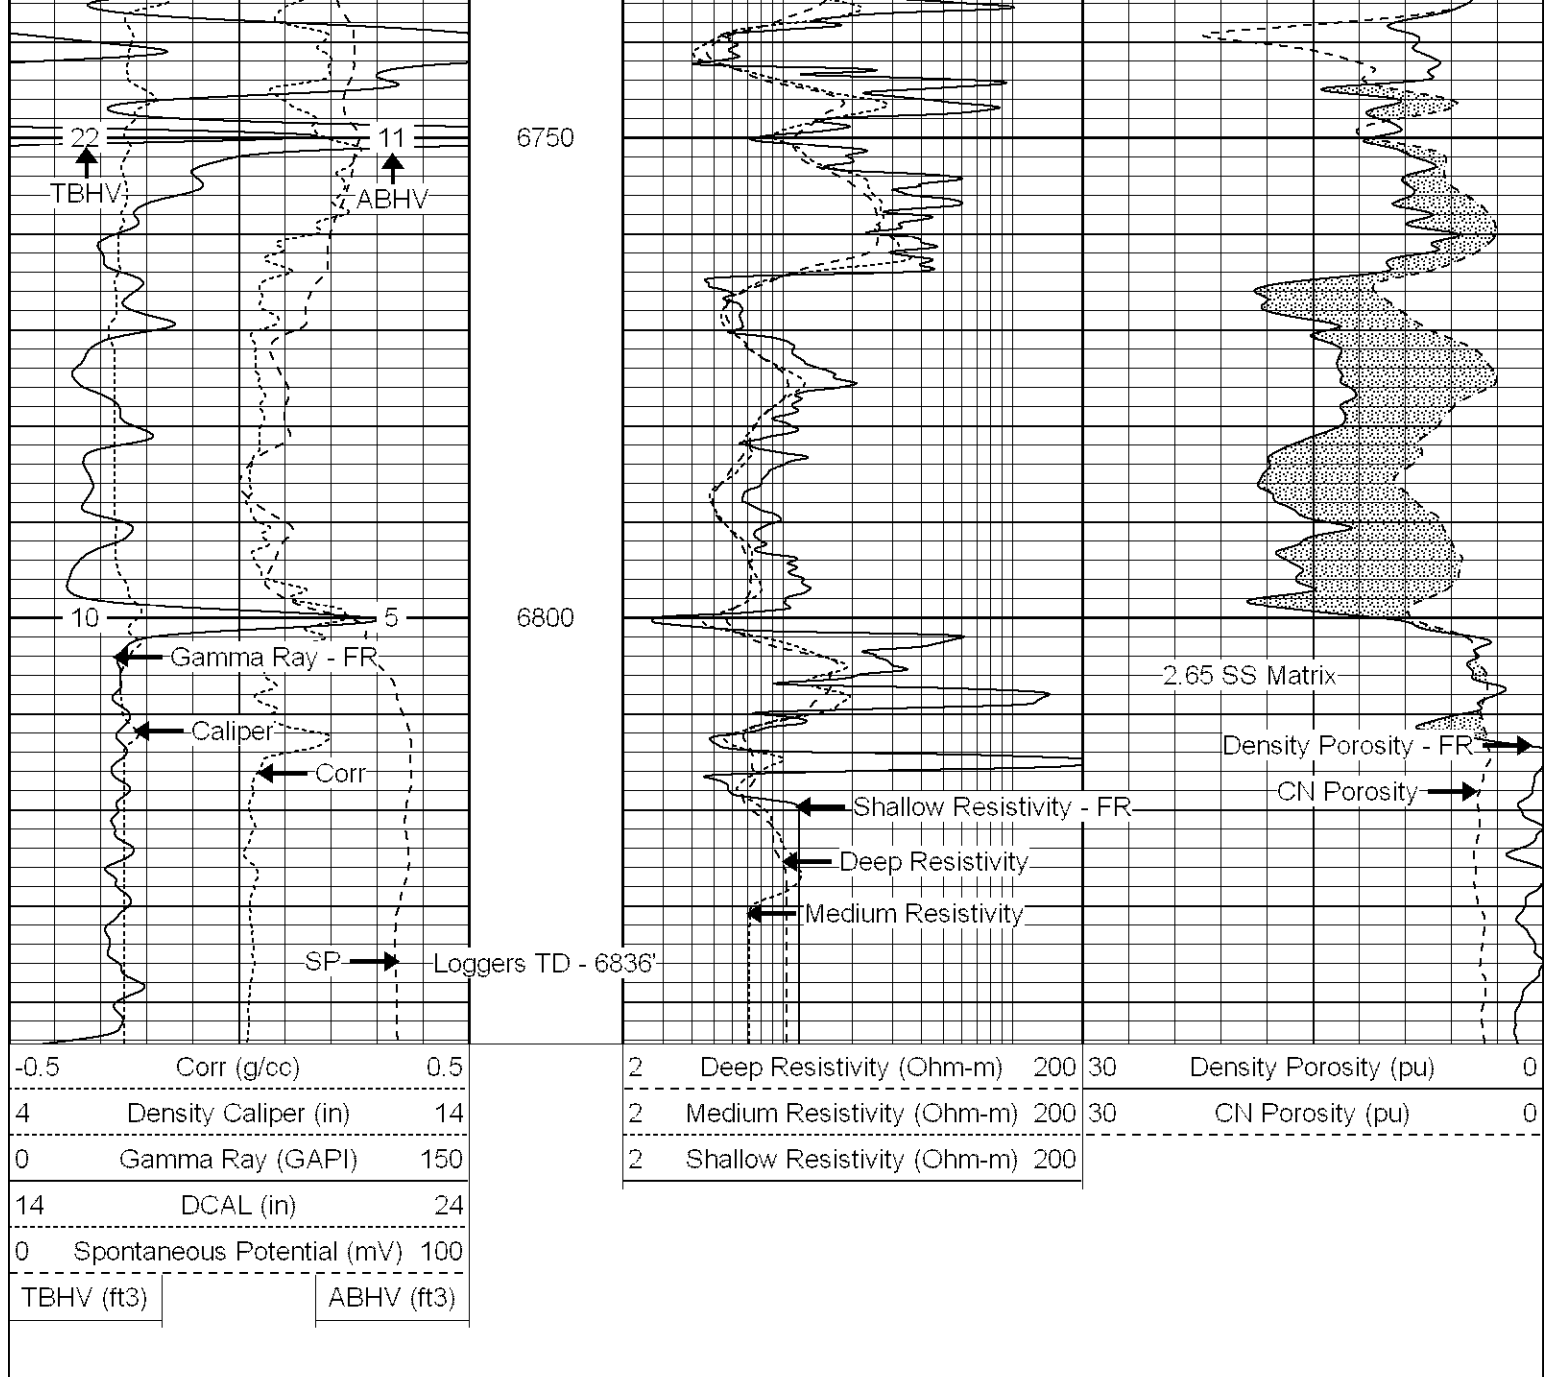 22 11 6750
TBHV ABHV
10 5 6800
Gamma Ray - FR
2.65 SS Matrix
Caliper
Density Porosity - FR
Corr
CN Porosity
Shallow Resistivity - FR
Deep Resistivity
Medium Resistivity
SP Loggers TD - 6836'
-0.5 Corr (g/cc) 0.5
4 Density Caliper (in) 14
0 Gamma Ray (GAPI) 150
14 DCAL (in) 24
0 Spontaneous Potential (mV) 100
TBHV (ft3) ABHV (ft3)
2 Deep Resistivity (Ohm-m) 200
2 Medium Resistivity (Ohm-m) 200
2 Shallow Resistivity (Ohm-m) 200
30 Density Porosity (pu) 0
30 CN Porosity (pu) 0